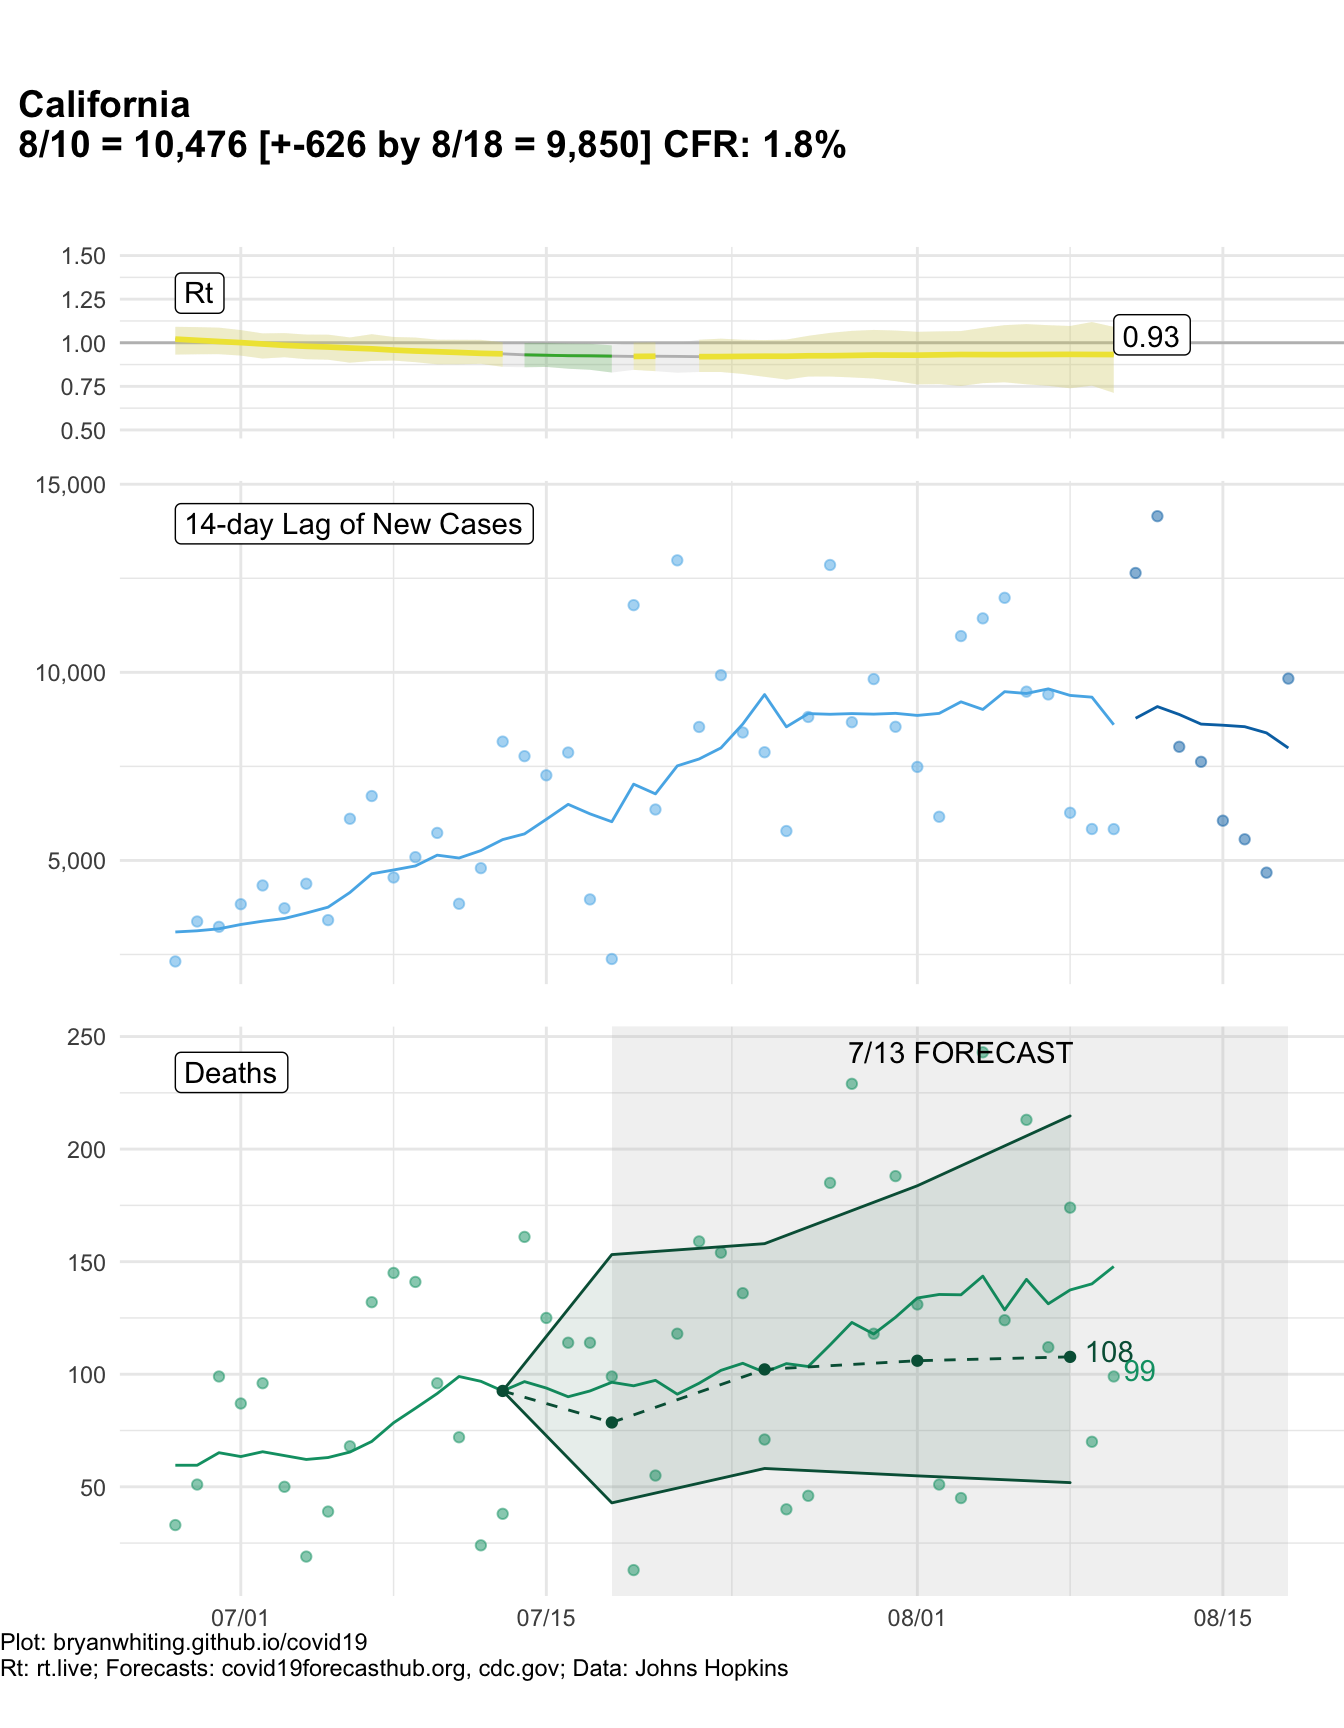 California
8/10 = 10,476 [+-626 by 8/18 = 9,850] CFR: 1.8%
1.50
1.25
1.00
0.75
0.50
Rt
0.93
15,000
10,000
5,000
14-day Lag of New Cases
250
200
150
100
50
Deaths
7/13 FORECAST
108
99
07/01
07/15
08/01
08/15
Plot: bryanwhiting.github.io/covid19
Rt: rt.live; Forecasts: covid19forecasthub.org, cdc.gov; Data: Johns Hopkins